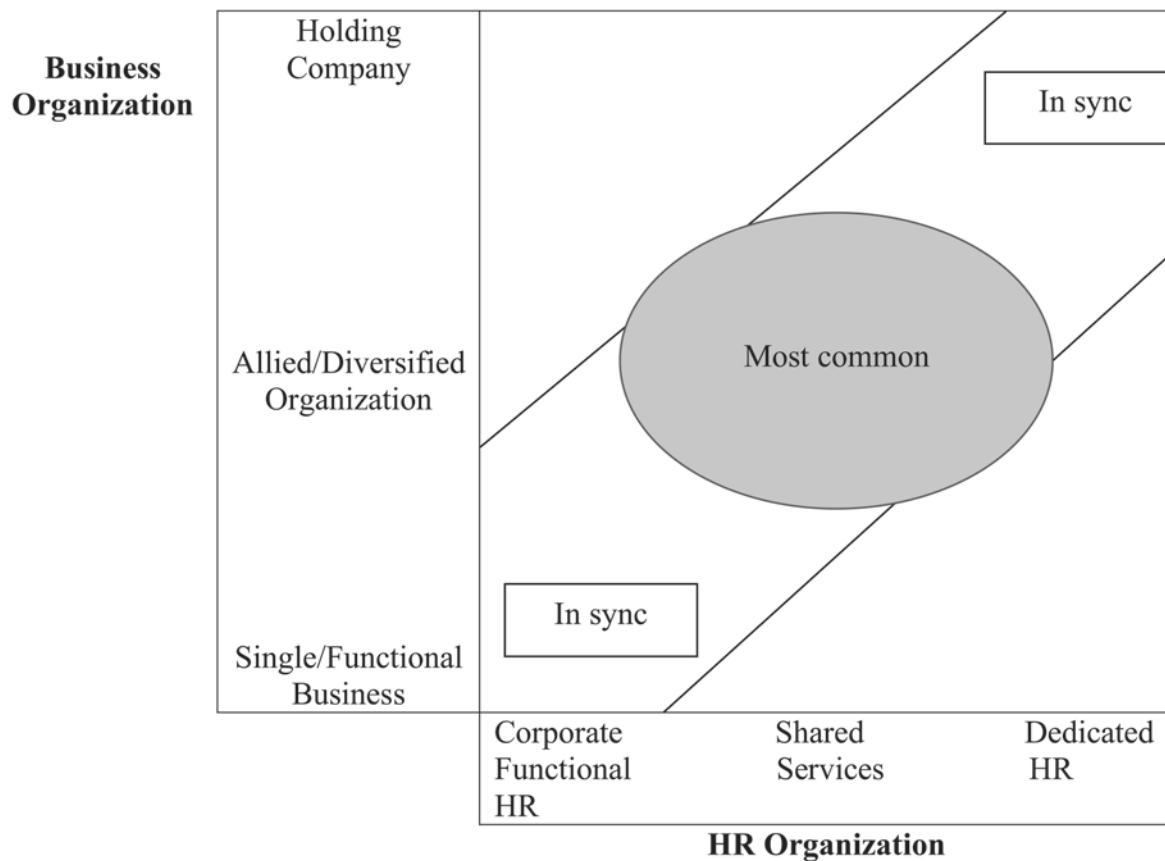 Holding
Company
Business
Organization
In sync
Allied/Diversified
Organization
Most common
In sync
Single/Functional
Business
Corporate
Functional
HR
Shared
Services
Dedicated
HR
HR Organization